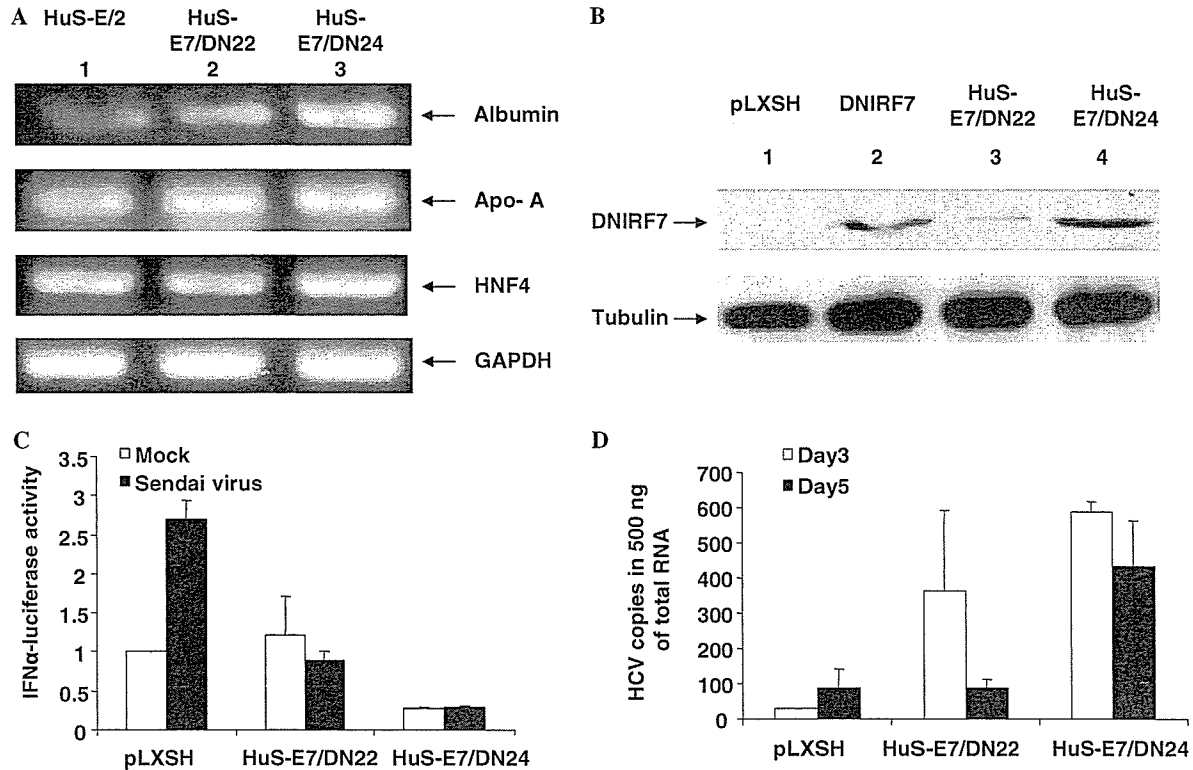 A
HuS-E/2
HuS-
E7/DN22
HuS-
E7/DN24
1
2
3
Albumin
Apo- A
HNF4
GAPDH
B
pLXSH
DNIRF7
HuS-
E7/DN22
HuS-
E7/DN24
1
2
3
4
DNIRF7
Tubulin
C
Mock
Sendai virus
IFNα-luciferase activity
3.5
3
2.5
2
1.5
1
0.5
0
pLXSH
HuS-E7/DN22
HuS-E7/DN24
D
Day3
Day5
HCV copies in 500 ng
of total RNA
700
600
500
400
300
200
100
0
pLXSH
HuS-E7/DN22
HuS-E7/DN24